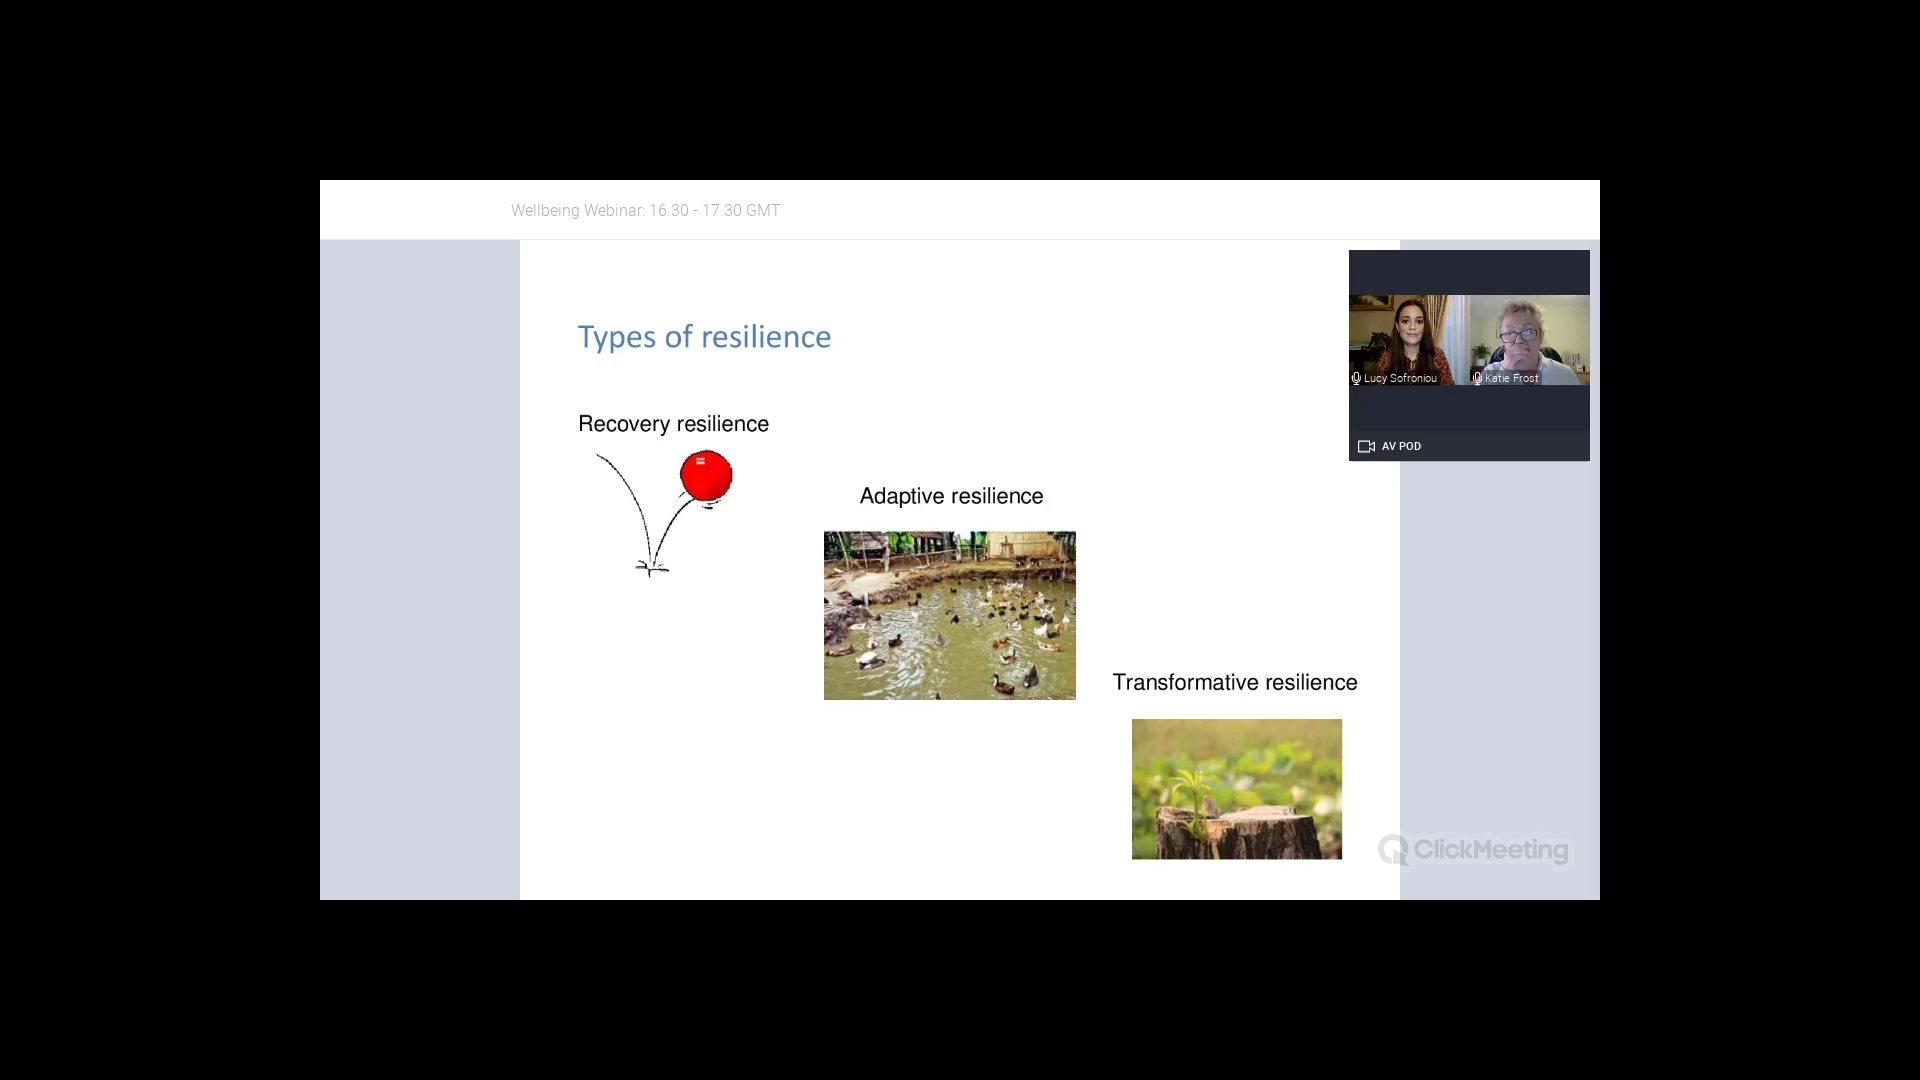 Wellbeing Webinar: 16.30 - 17.30 GMT
Types of resilience
Lucy Sofroniou
Katie Frost
Recovery resilience
AV POD
Adaptive resilience
Transformative resilience
ClickMeeting